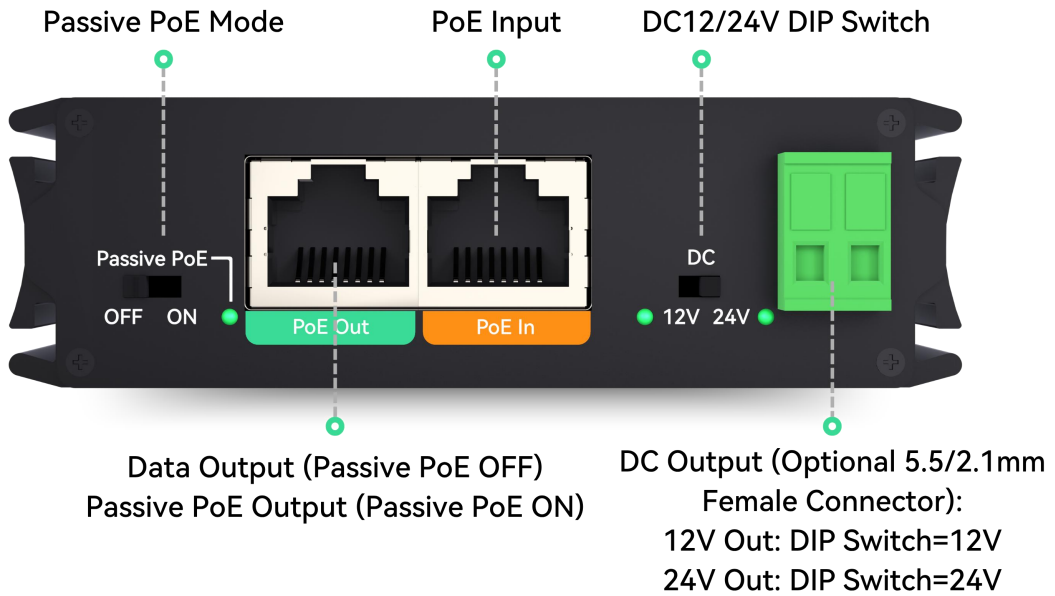 Passive PoE Mode
PoE Input
DC12/24V DIP Switch
Passive PoE
OFF ON
PoE Out
PoE In
DC
12V 24V
Data Output (Passive PoE OFF)
Passive PoE Output (Passive PoE ON)
DC Output (Optional 5.5/2.1mm
Female Connector):
12V Out: DIP Switch=12V
24V Out: DIP Switch=24V